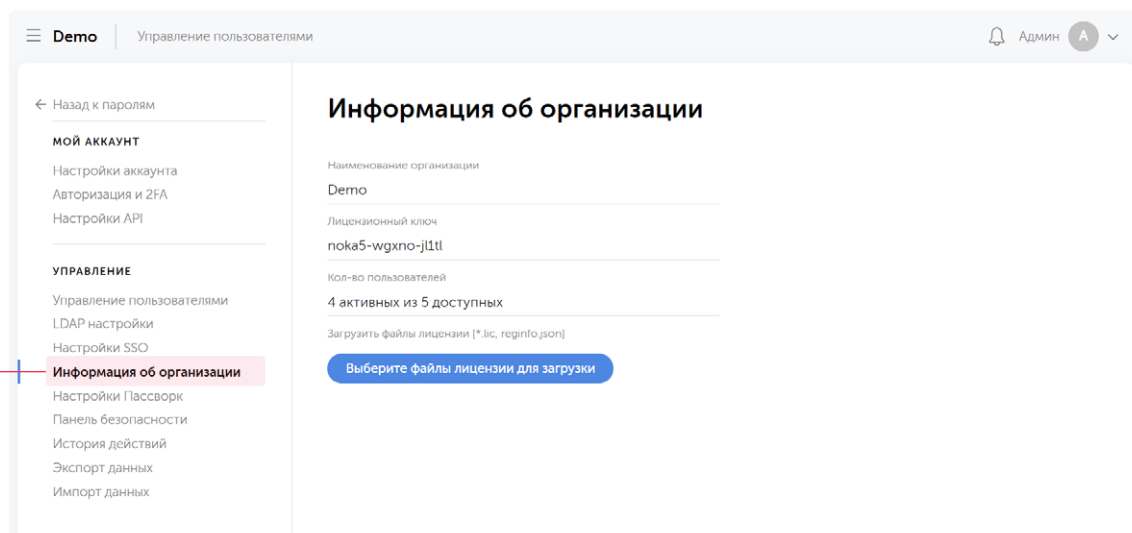 Demo
Управление пользователями
Админ
А
Назад к паролям
МОЙ АККАУНТ
Настройки аккаунта
Авторизация и 2FA
Настройки API
УПРАВЛЕНИЕ
Управление пользователями
LDAP настройки
Настройки SSO
Информация об организации
Настройки Пассворк
Панель безопасности
История действий
Экспорт данных
Импорт данных
Информация об организации
Наименование организации
Demo
Лицензионный ключ
noka5-wgxno-jl1tl
Кол-во пользователей
4 активных из 5 доступных
Загрузить файлы лицензии [*.lic, reginfo.json]
Выберите файлы лицензии для загрузки